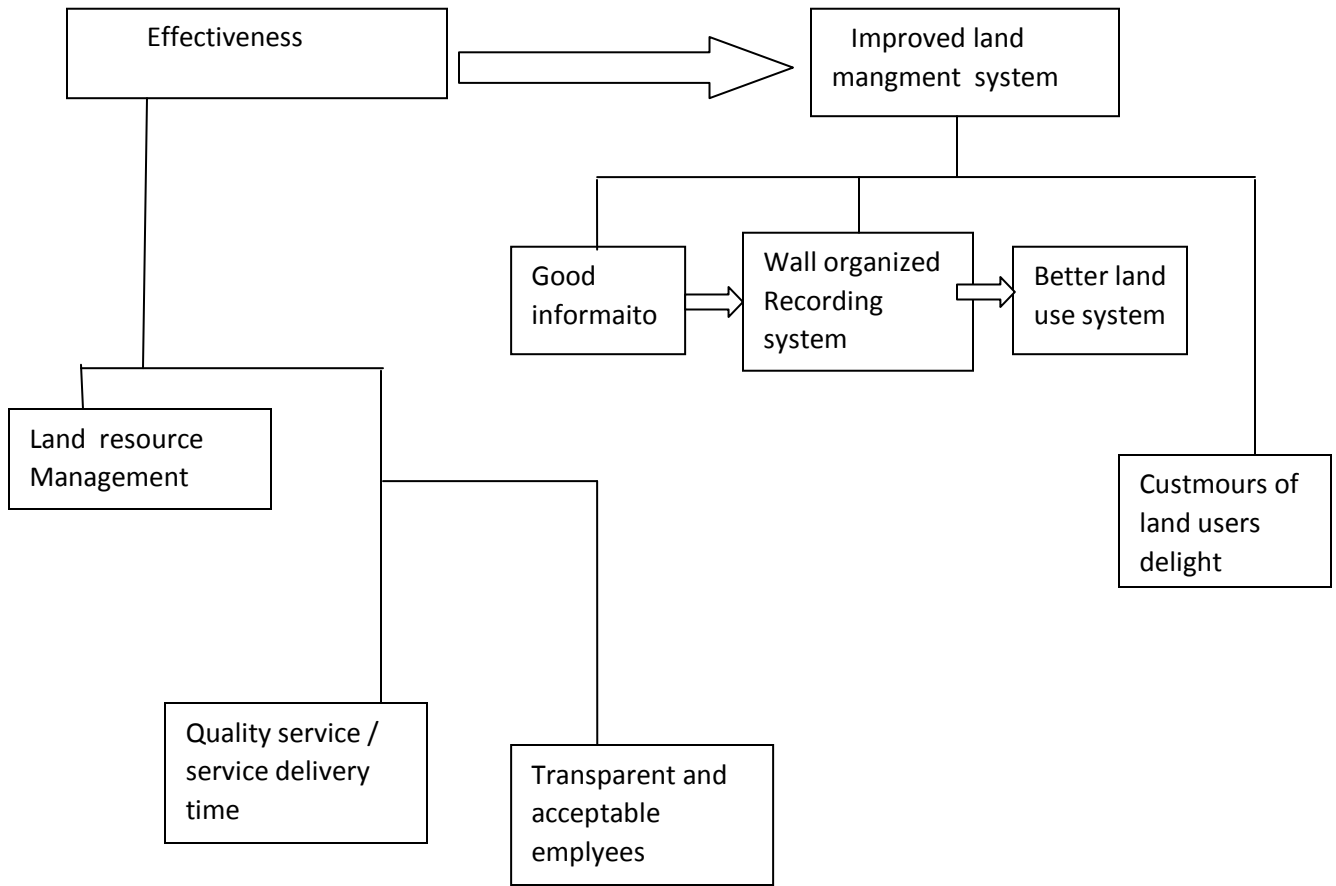 Effectiveness
Improved land
mangment system
Good
informaito
Wall organized
Recording
system
Better land
use system
Land resource
Management
Custmours of
land users
delight
Quality service /
service delivery
time
Transparent and
acceptable
emplyees